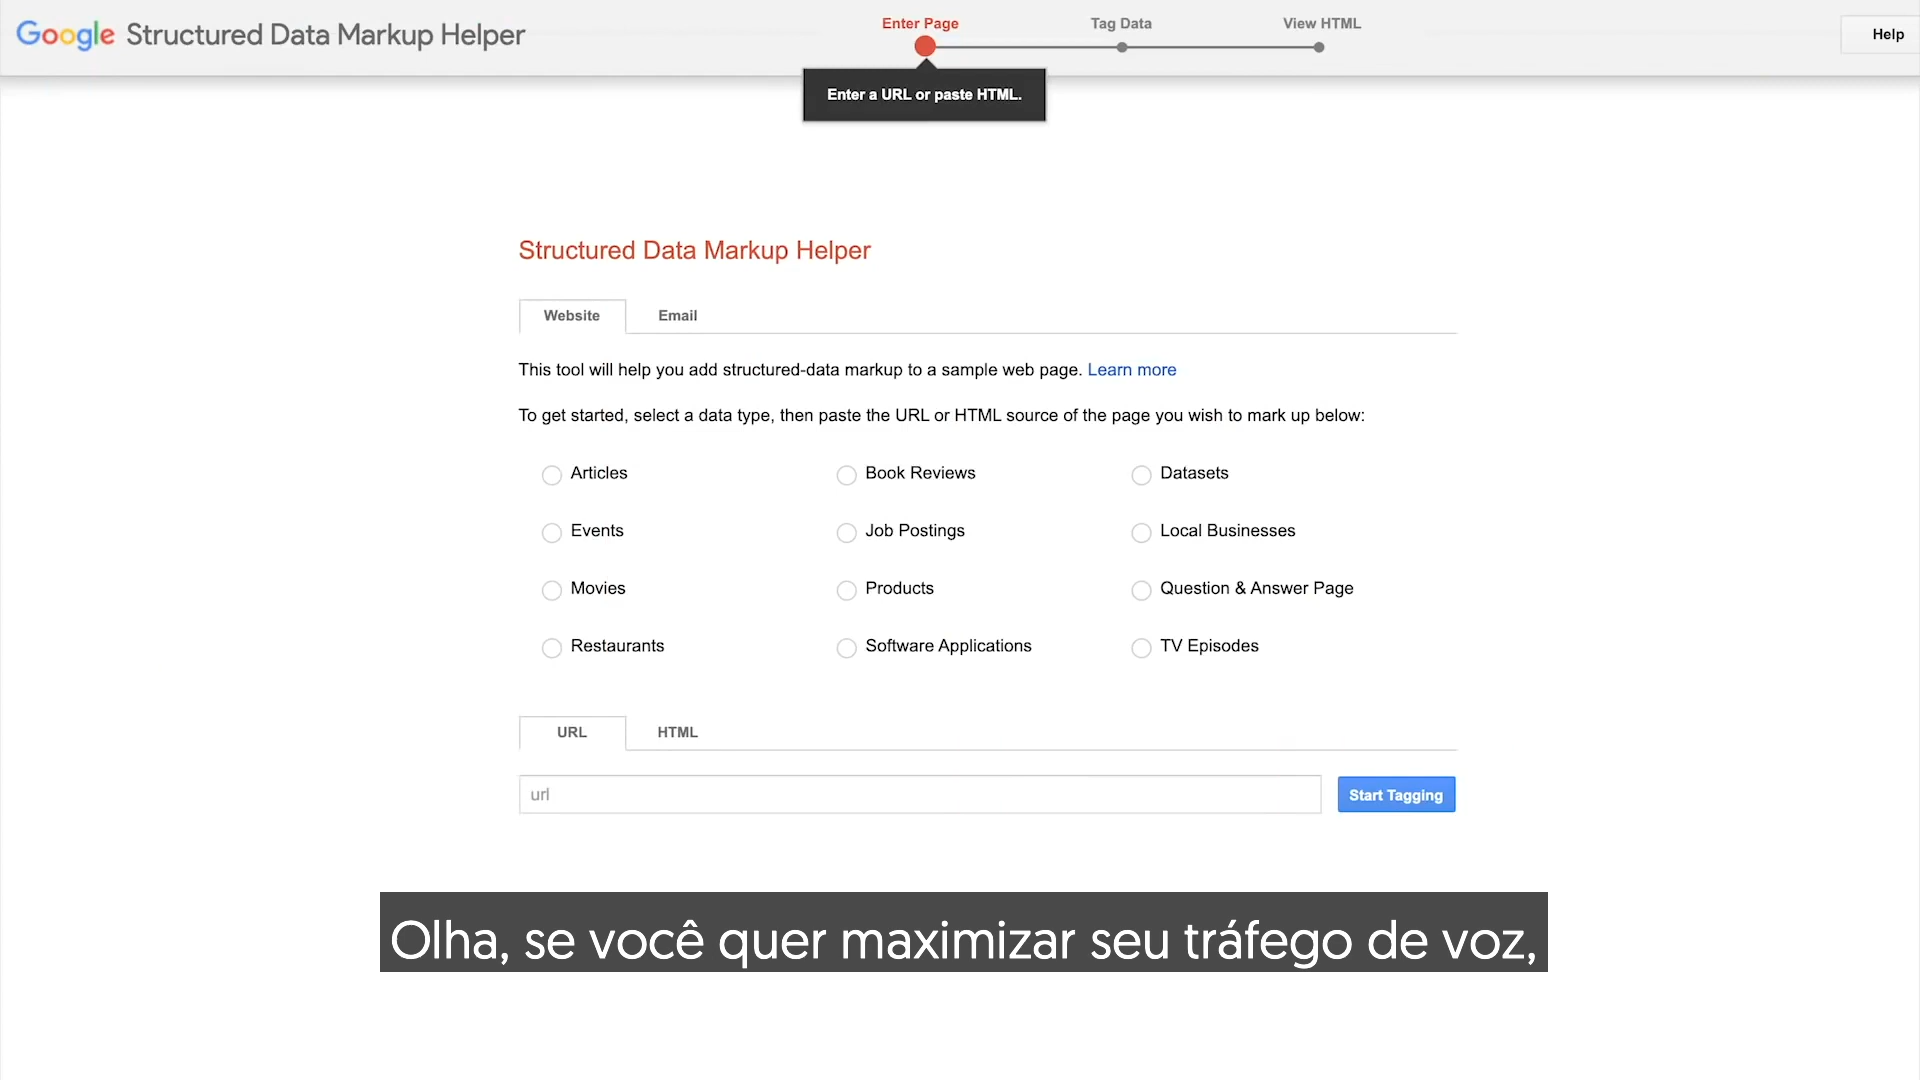 Google Structured Data Markup Helper
Enter Page
Tag Data
View HTML
Help
Enter a URL or paste HTML.
Structured Data Markup Helper
Website
Email
This tool will help you add structured-data markup to a sample web page. Learn more
To get started, select a data type, then paste the URL or HTML source of the page you wish to mark up below:
Articles
Book Reviews
Datasets
Events
Job Postings
Local Businesses
Movies
Products
Question & Answer Page
Restaurants
Software Applications
TV Episodes
URL
HTML
url
Start Tagging
Olha, se você quer maximizar seu tráfego de voz,